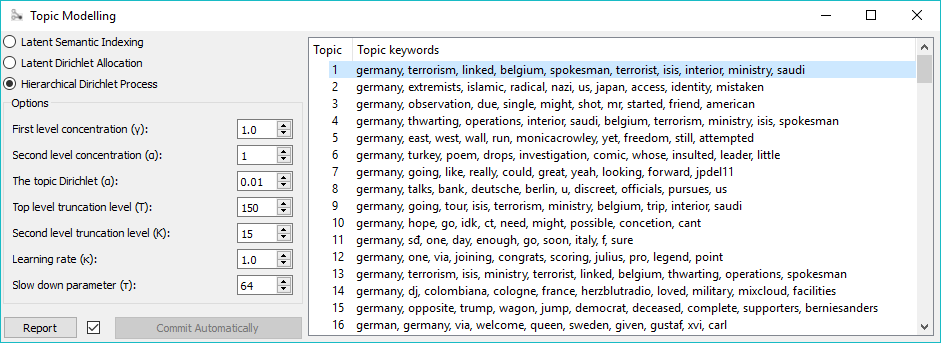 Topic Modelling
Latent Semantic Indexing
Latent Dirichlet Allocation
Hierarchical Dirichlet Process
Options
First level concentration (γ): 1.0
Second level concentration (α): 1
The topic Dirichlet (α): 0.01
Top level truncation level (T): 150
Second level truncation level (K): 15
Learning rate (κ): 1.0
Slow down parameter (τ): 64
Report Commit Automatically
Topic Topic keywords
1 germany, terrorism, linked, belgium, spokesman, terrorist, isis, interior, ministry, saudi
2 germany, extremists, islamic, radical, nazi, us, japan, access, identity, mistaken
3 germany, observation, due, single, might, shot, mr, started, friend, american
4 germany, thwarting, operations, interior, saudi, belgium, terrorism, ministry, isis, spokesman
5 germany, east, west, wall, run, monicacrowley, yet, freedom, still, attempted
6 germany, turkey, poem, drops, investigation, comic, whose, insulted, leader, little
7 germany, going, like, really, could, great, yeah, looking, forward, jpdel11
8 germany, talks, bank, deutsche, berlin, u, discreet, officials, pursues, us
9 germany, going, tour, isis, terrorism, ministry, belgium, trip, interior, saudi
10 germany, hope, go, idk, ct, need, might, possible, concetion, cant
11 germany, sđ, one, day, enough, go, soon, italy, f, sure
12 germany, one, via, joining, congrats, scoring, julius, pro, legend, point
13 germany, terrorism, isis, ministry, terrorist, linked, belgium, thwarting, operations, spokesman
14 germany, dj, colombiana, cologne, france, herzblutradio, loved, military, mixcloud, facilities
15 germany, opposite, trump, wagon, jump, democrat, deceased, complete, supporters, berniesanders
16 german, germany, via, welcome, queen, sweden, given, gustaf, xvi, carl